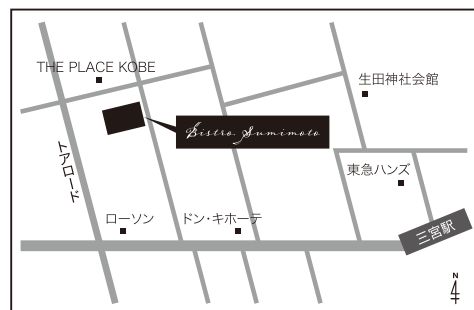 THE PLACE KOBE
生田神社会館
Bistro Sumimoto
トアロード
東急ハンズ
ローソン
ドン・キホーテ
三宮駅
N